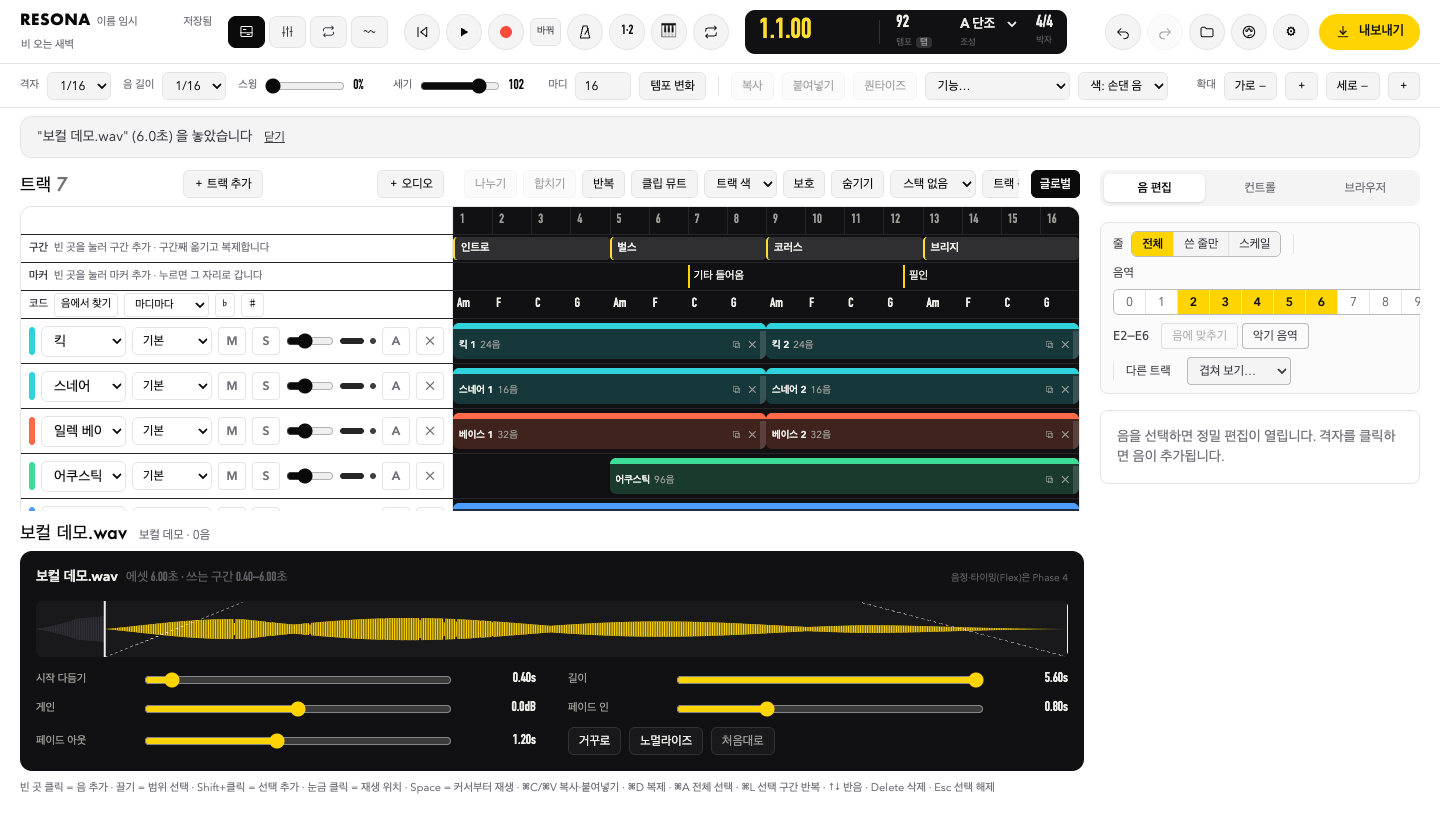 RESONA 이름 임시 저장됨
비 오는 새벽
바꿔
1·2
1.1.00
92
템포 탭
A 단조
조성
4/4
박자
내보내기
격자 1/16 음 길이 1/16 스윙 0% 세기 102 마디 16 템포 변화 복사 붙여넣기 퀀타이즈 기능… 색: 손댄 음 확대 가로 – + 세로 – +
"보컬 데모.wav" (6.0초) 을 놓았습니다 닫기
트랙 7 + 트랙 추가 + 오디오 나누기 합치기 반복 클립 뮤트 트랙 색 보호 숨기기 스택 없음 트랙 글로벌
음 편집 컨트롤 브라우저
1 2 3 4 5 6 7 8 9 10 11 12 13 14 15 16
구간 빈 곳을 눌러 구간 추가 · 구간째 옮기고 복제합니다 인트로 벌스 코러스 브리지
마커 빈 곳을 눌러 마커 추가 · 누르면 그 자리로 갑니다 기타 들어옴 필인
코드 음에서 찾기 마디마다 ♭ # Am F C G Am F C G Am F C G Am F C G
킥 기본 M S A × 킥 1 24음 킥 2 24음
스네어 기본 M S A × 스네어 1 16음 스네어 2 16음
일렉 베이 기본 M S A × 베이스 1 32음 베이스 2 32음
어쿠스틱 기본 M S A × 어쿠스틱 96음
줄 전체 쓴 줄만 스케일
음역
0 1 2 3 4 5 6 7 8 9
E2–E6 음에 맞추기 악기 음역
다른 트랙 겹쳐 보기…
음을 선택하면 정밀 편집이 열립니다. 격자를 클릭하
면 음이 추가됩니다.
보컬 데모.wav 보컬 데모 · 0음
보컬 데모.wav 에셋 6.00초 · 쓰는 구간 0.40–6.00초 음정·타이밍(Flex)은 Phase 4
시작 다듬기 0.40s 길이 5.60s
게인 0.0dB 페이드 인 0.80s
페이드 아웃 1.20s 거꾸로 노멀라이즈 처음대로
빈 곳 클릭 = 음 추가 · 끌기 = 범위 선택 · Shift+클릭 = 선택 추가 · 눈금 클릭 = 재생 위치 · Space = 커서부터 재생 · ⌘C/⌘V 복사·붙여넣기 · ⌘D 복제 · ⌘A 전체 선택 · ⌘L 선택 구간 반복 · ↑↓ 반음 · Delete 삭제 · Esc 선택 해제